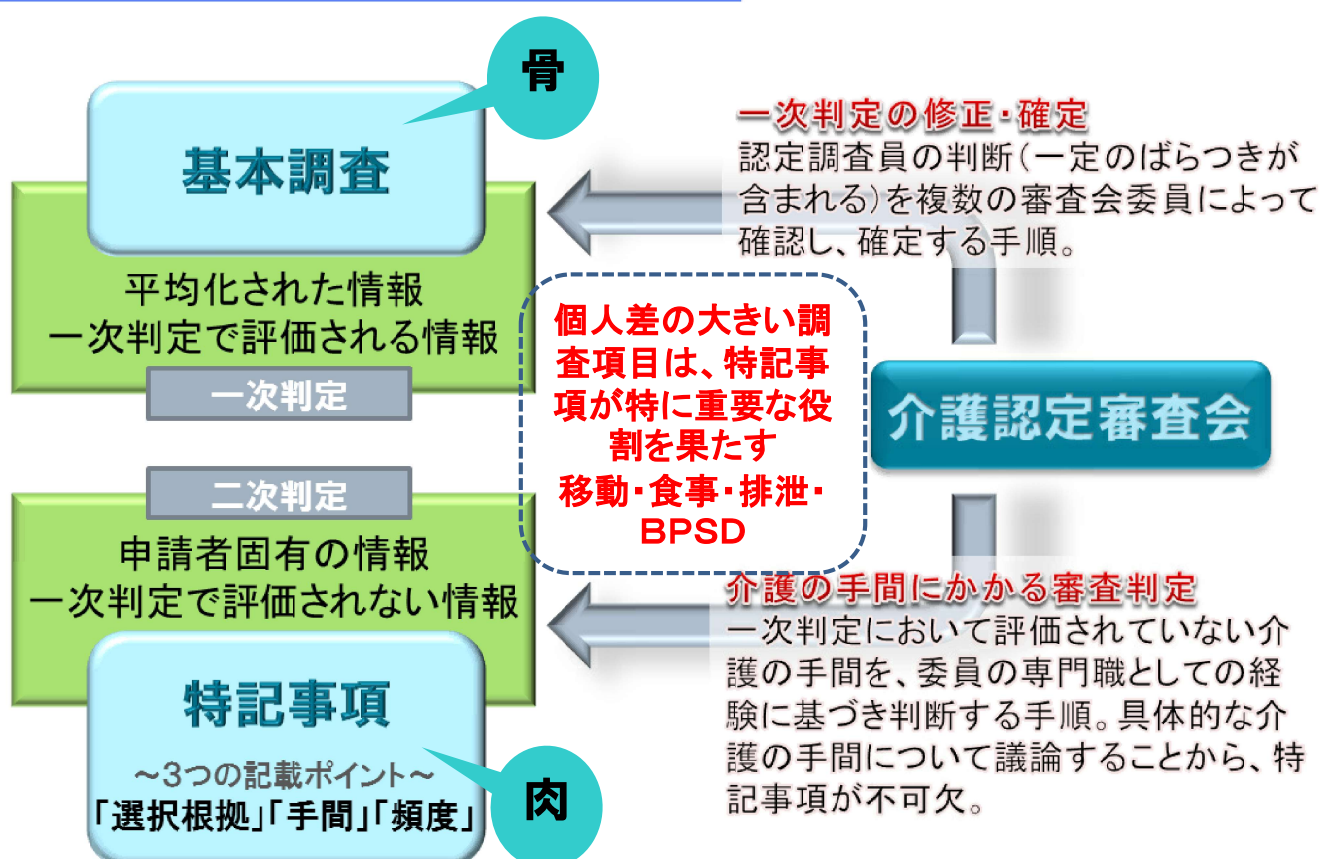 骨
基本調査
平均化された情報
一次判定で評価される情報
一次判定
二次判定
申請者固有の情報
一次判定で評価されない情報
特記事項
～3つの記載ポイント～
「選択根拠」「手間」「頻度」
肉
個人差の大きい調
査項目は、特記事
項が特に重要な役
割を果たす
移動・食事・排泄・
BPSD
一次判定の修正・確定
認定調査員の判断（一定のばらつきが
含まれる）を複数の審査会委員によって
確認し、確定する手順。
介護認定審査会
介護の手間にかかる審査判定
一次判定において評価されていない介
護の手間を、委員の専門職としての経
験に基づき判断する手順。具体的な介
護の手間について議論することから、特
記事項が不可欠。